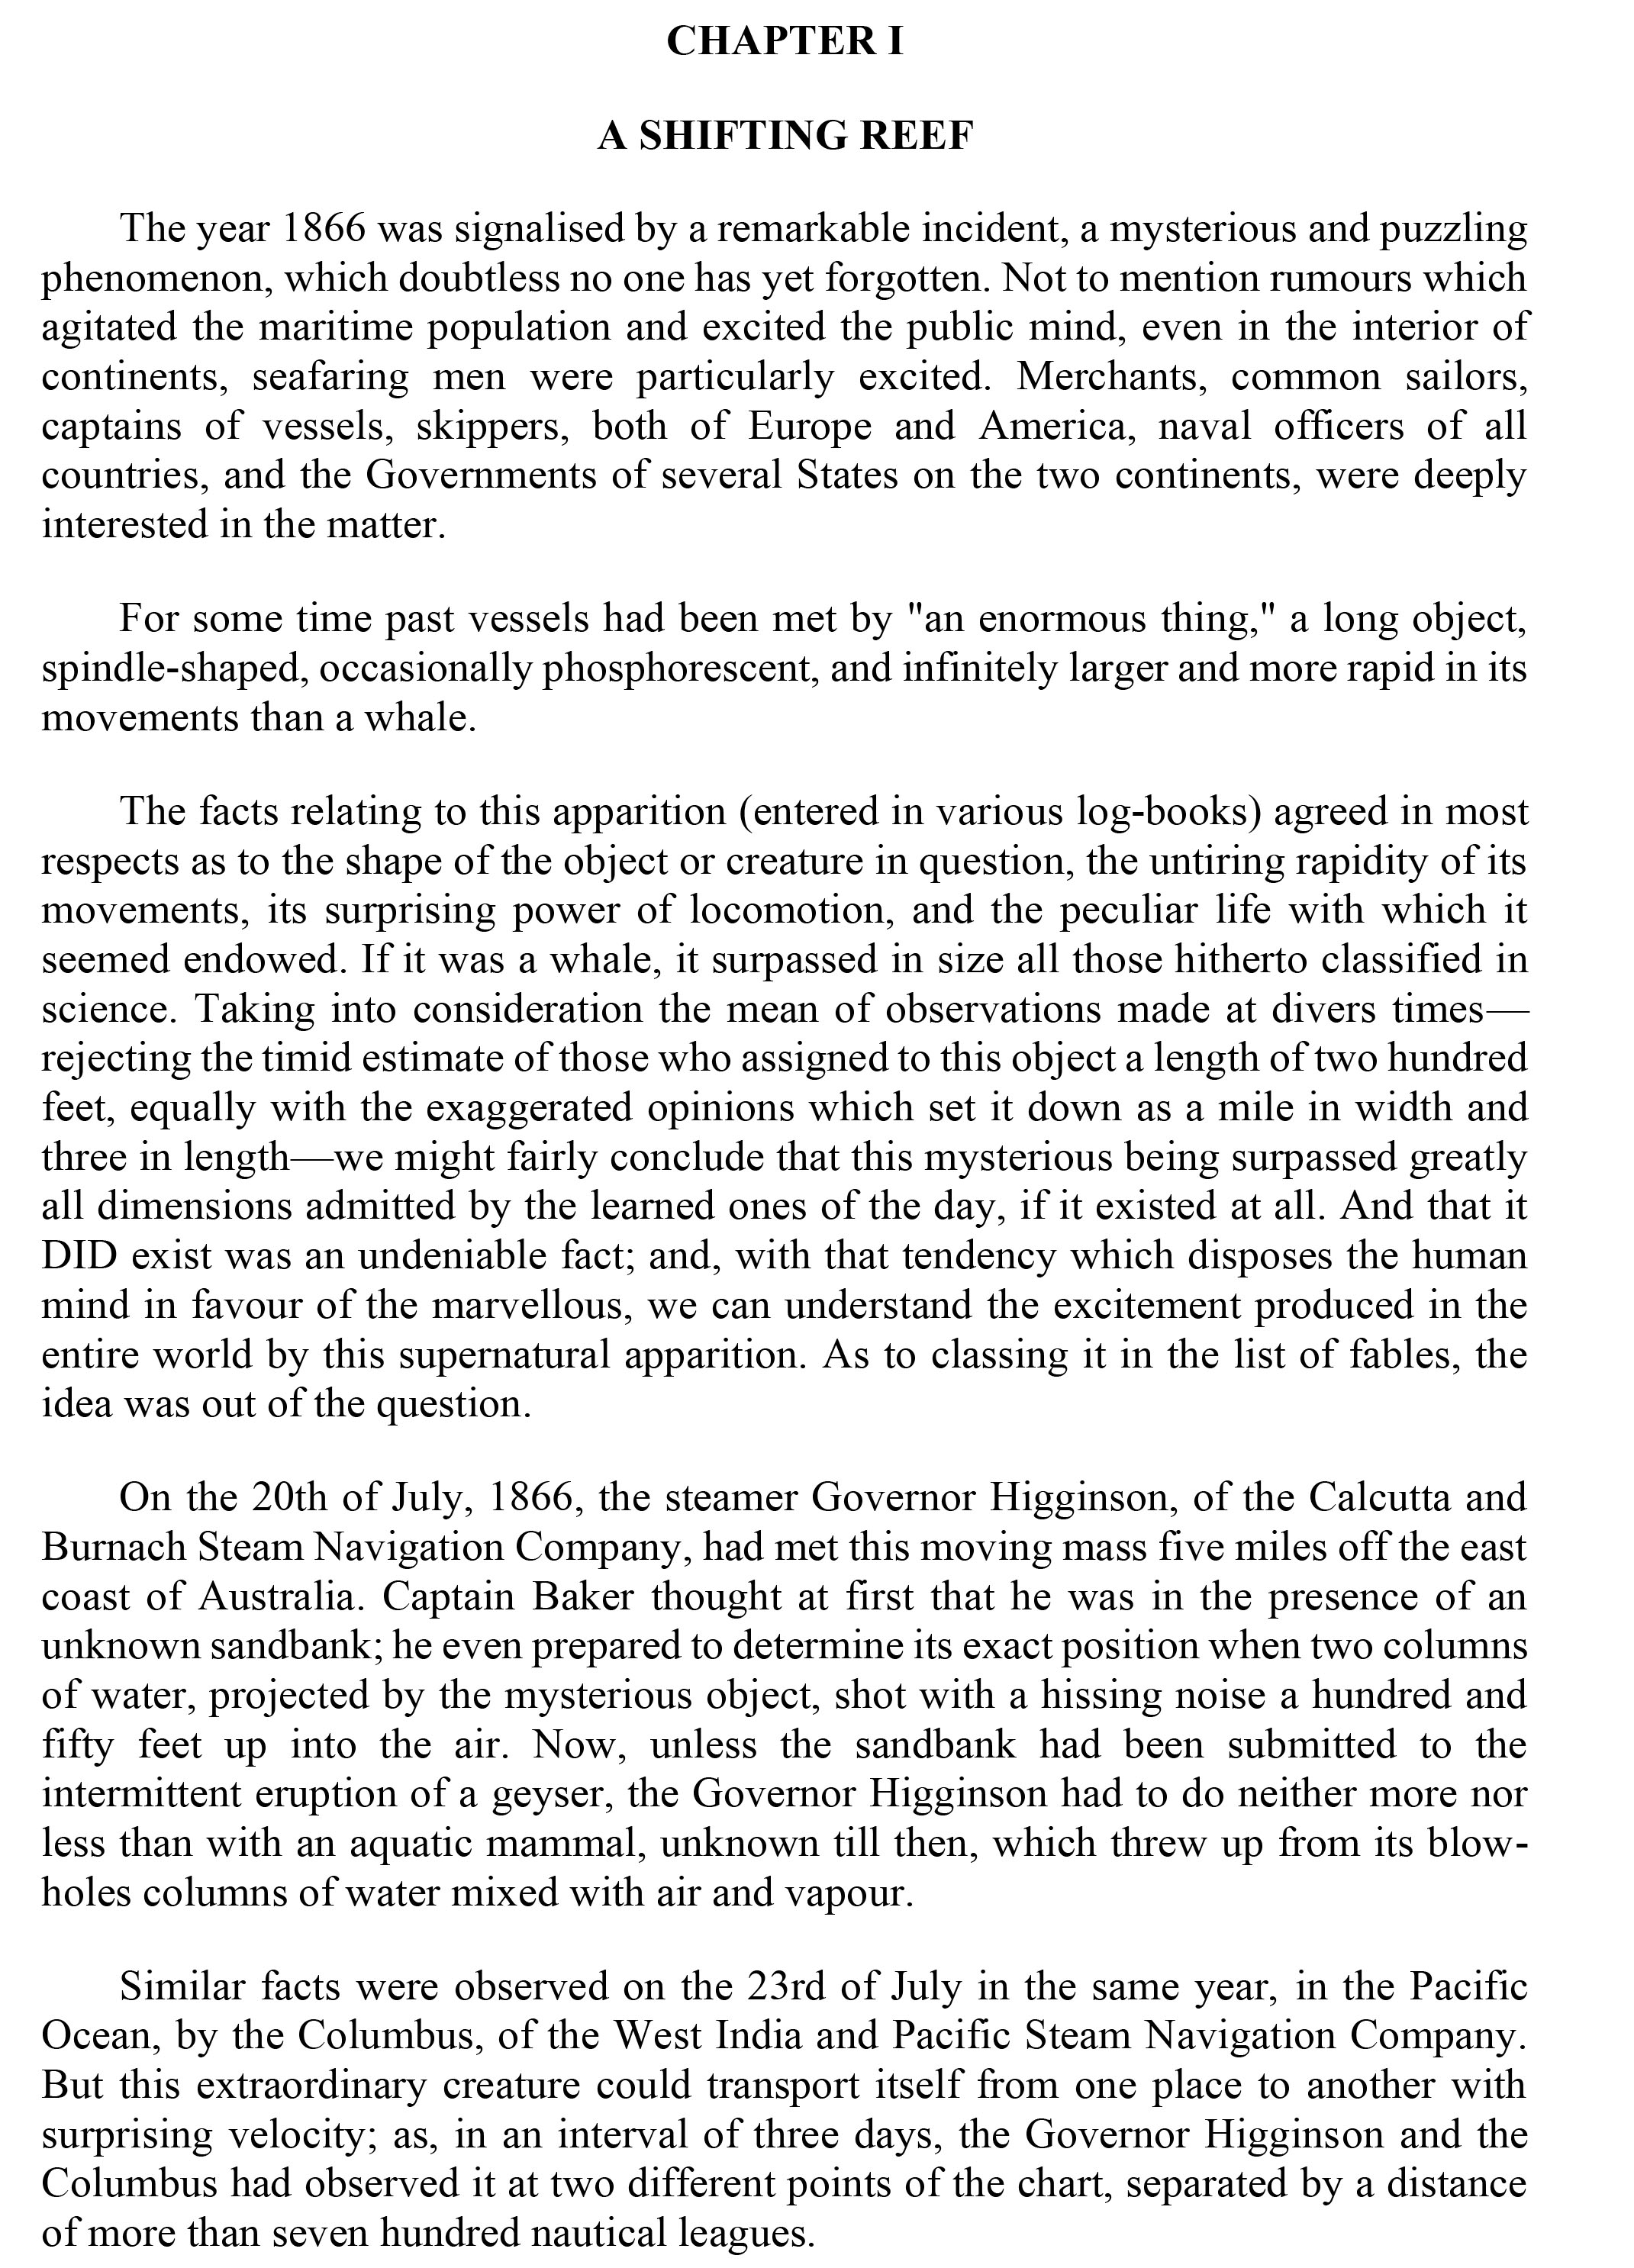 CHAPTER I
A SHIFTING REEF
The year 1866 was signalised by a remarkable incident, a mysterious and puzzling
phenomenon, which doubtless no one has yet forgotten. Not to mention rumours which
agitated the maritime population and excited the public mind, even in the interior of
continents, seafaring men were particularly excited. Merchants, common sailors,
captains of vessels, skippers, both of Europe and America, naval officers of all
countries, and the Governments of several States on the two continents, were deeply
interested in the matter.
For some time past vessels had been met by "an enormous thing," a long object,
spindle-shaped, occasionally phosphorescent, and infinitely larger and more rapid in its
movements than a whale.
The facts relating to this apparition (entered in various log-books) agreed in most
respects as to the shape of the object or creature in question, the untiring rapidity of its
movements, its surprising power of locomotion, and the peculiar life with which it
seemed endowed. If it was a whale, it surpassed in size all those hitherto classified in
science. Taking into consideration the mean of observations made at divers times—
rejecting the timid estimate of those who assigned to this object a length of two hundred
feet, equally with the exaggerated opinions which set it down as a mile in width and
three in length—we might fairly conclude that this mysterious being surpassed greatly
all dimensions admitted by the learned ones of the day, if it existed at all. And that it
DID exist was an undeniable fact; and, with that tendency which disposes the human
mind in favour of the marvellous, we can understand the excitement produced in the
entire world by this supernatural apparition. As to classing it in the list of fables, the
idea was out of the question.
On the 20th of July, 1866, the steamer Governor Higginson, of the Calcutta and
Burnach Steam Navigation Company, had met this moving mass five miles off the east
coast of Australia. Captain Baker thought at first that he was in the presence of an
unknown sandbank; he even prepared to determine its exact position when two columns
of water, projected by the mysterious object, shot with a hissing noise a hundred and
fifty feet up into the air. Now, unless the sandbank had been submitted to the
intermittent eruption of a geyser, the Governor Higginson had to do neither more nor
less than with an aquatic mammal, unknown till then, which threw up from its blow-
holes columns of water mixed with air and vapour.
Similar facts were observed on the 23rd of July in the same year, in the Pacific
Ocean, by the Columbus, of the West India and Pacific Steam Navigation Company.
But this extraordinary creature could transport itself from one place to another with
surprising velocity; as, in an interval of three days, the Governor Higginson and the
Columbus had observed it at two different points of the chart, separated by a distance
of more than seven hundred nautical leagues.